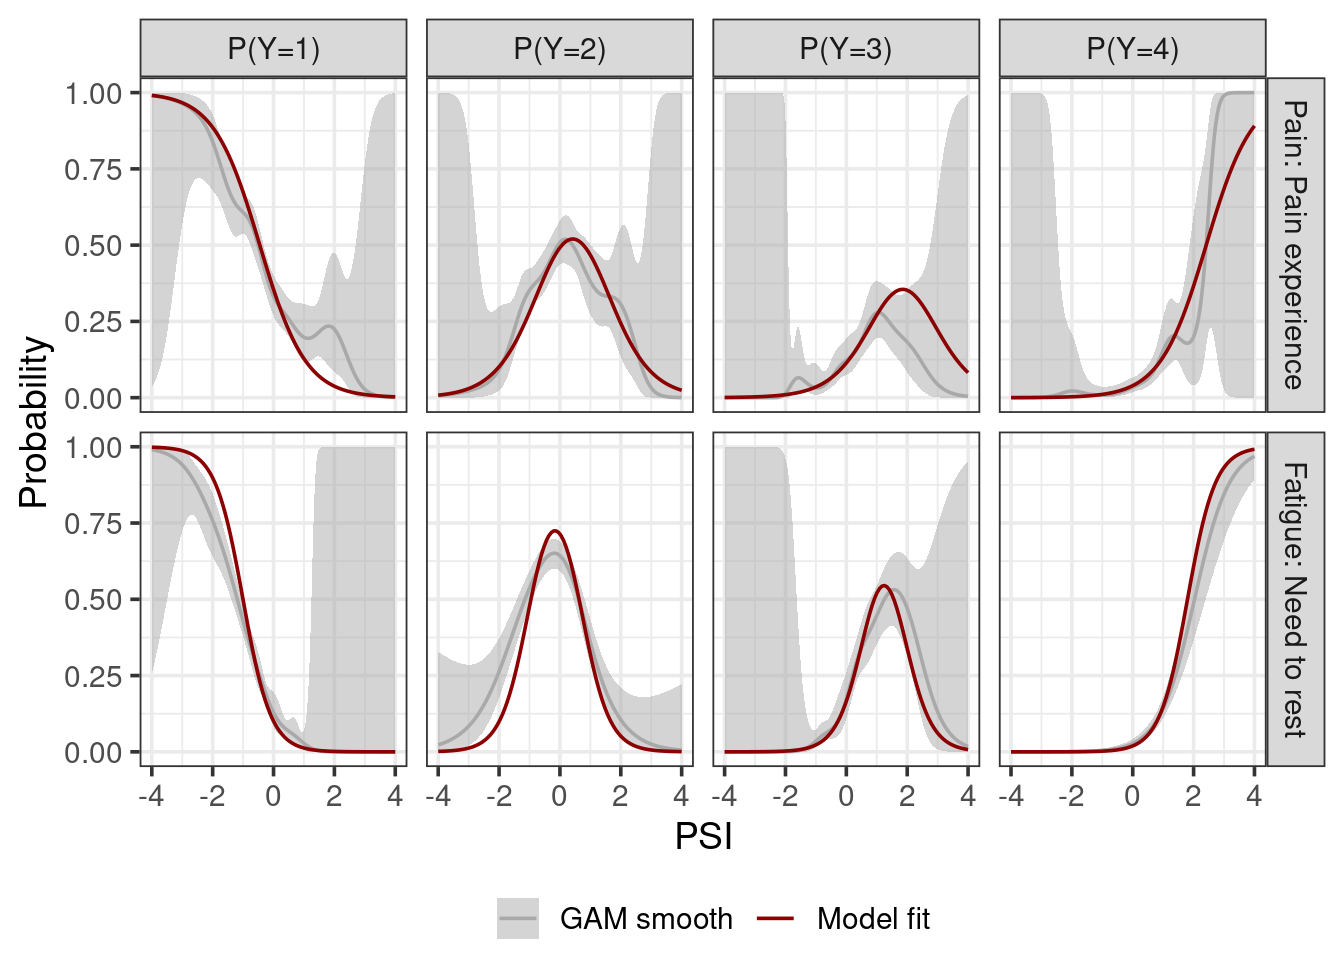 P(Y=1) P(Y=2) P(Y=3) P(Y=4)
1.00
0.75
0.50
0.25
0.00
Pain: Pain experience
Probability
1.00
0.75
0.50
0.25
0.00
Fatigue: Need to rest
-4 -2 0 2 4 -4 -2 0 2 4 -4 -2 0 2 4 -4 -2 0 2 4
PSI
GAM smooth Model fit